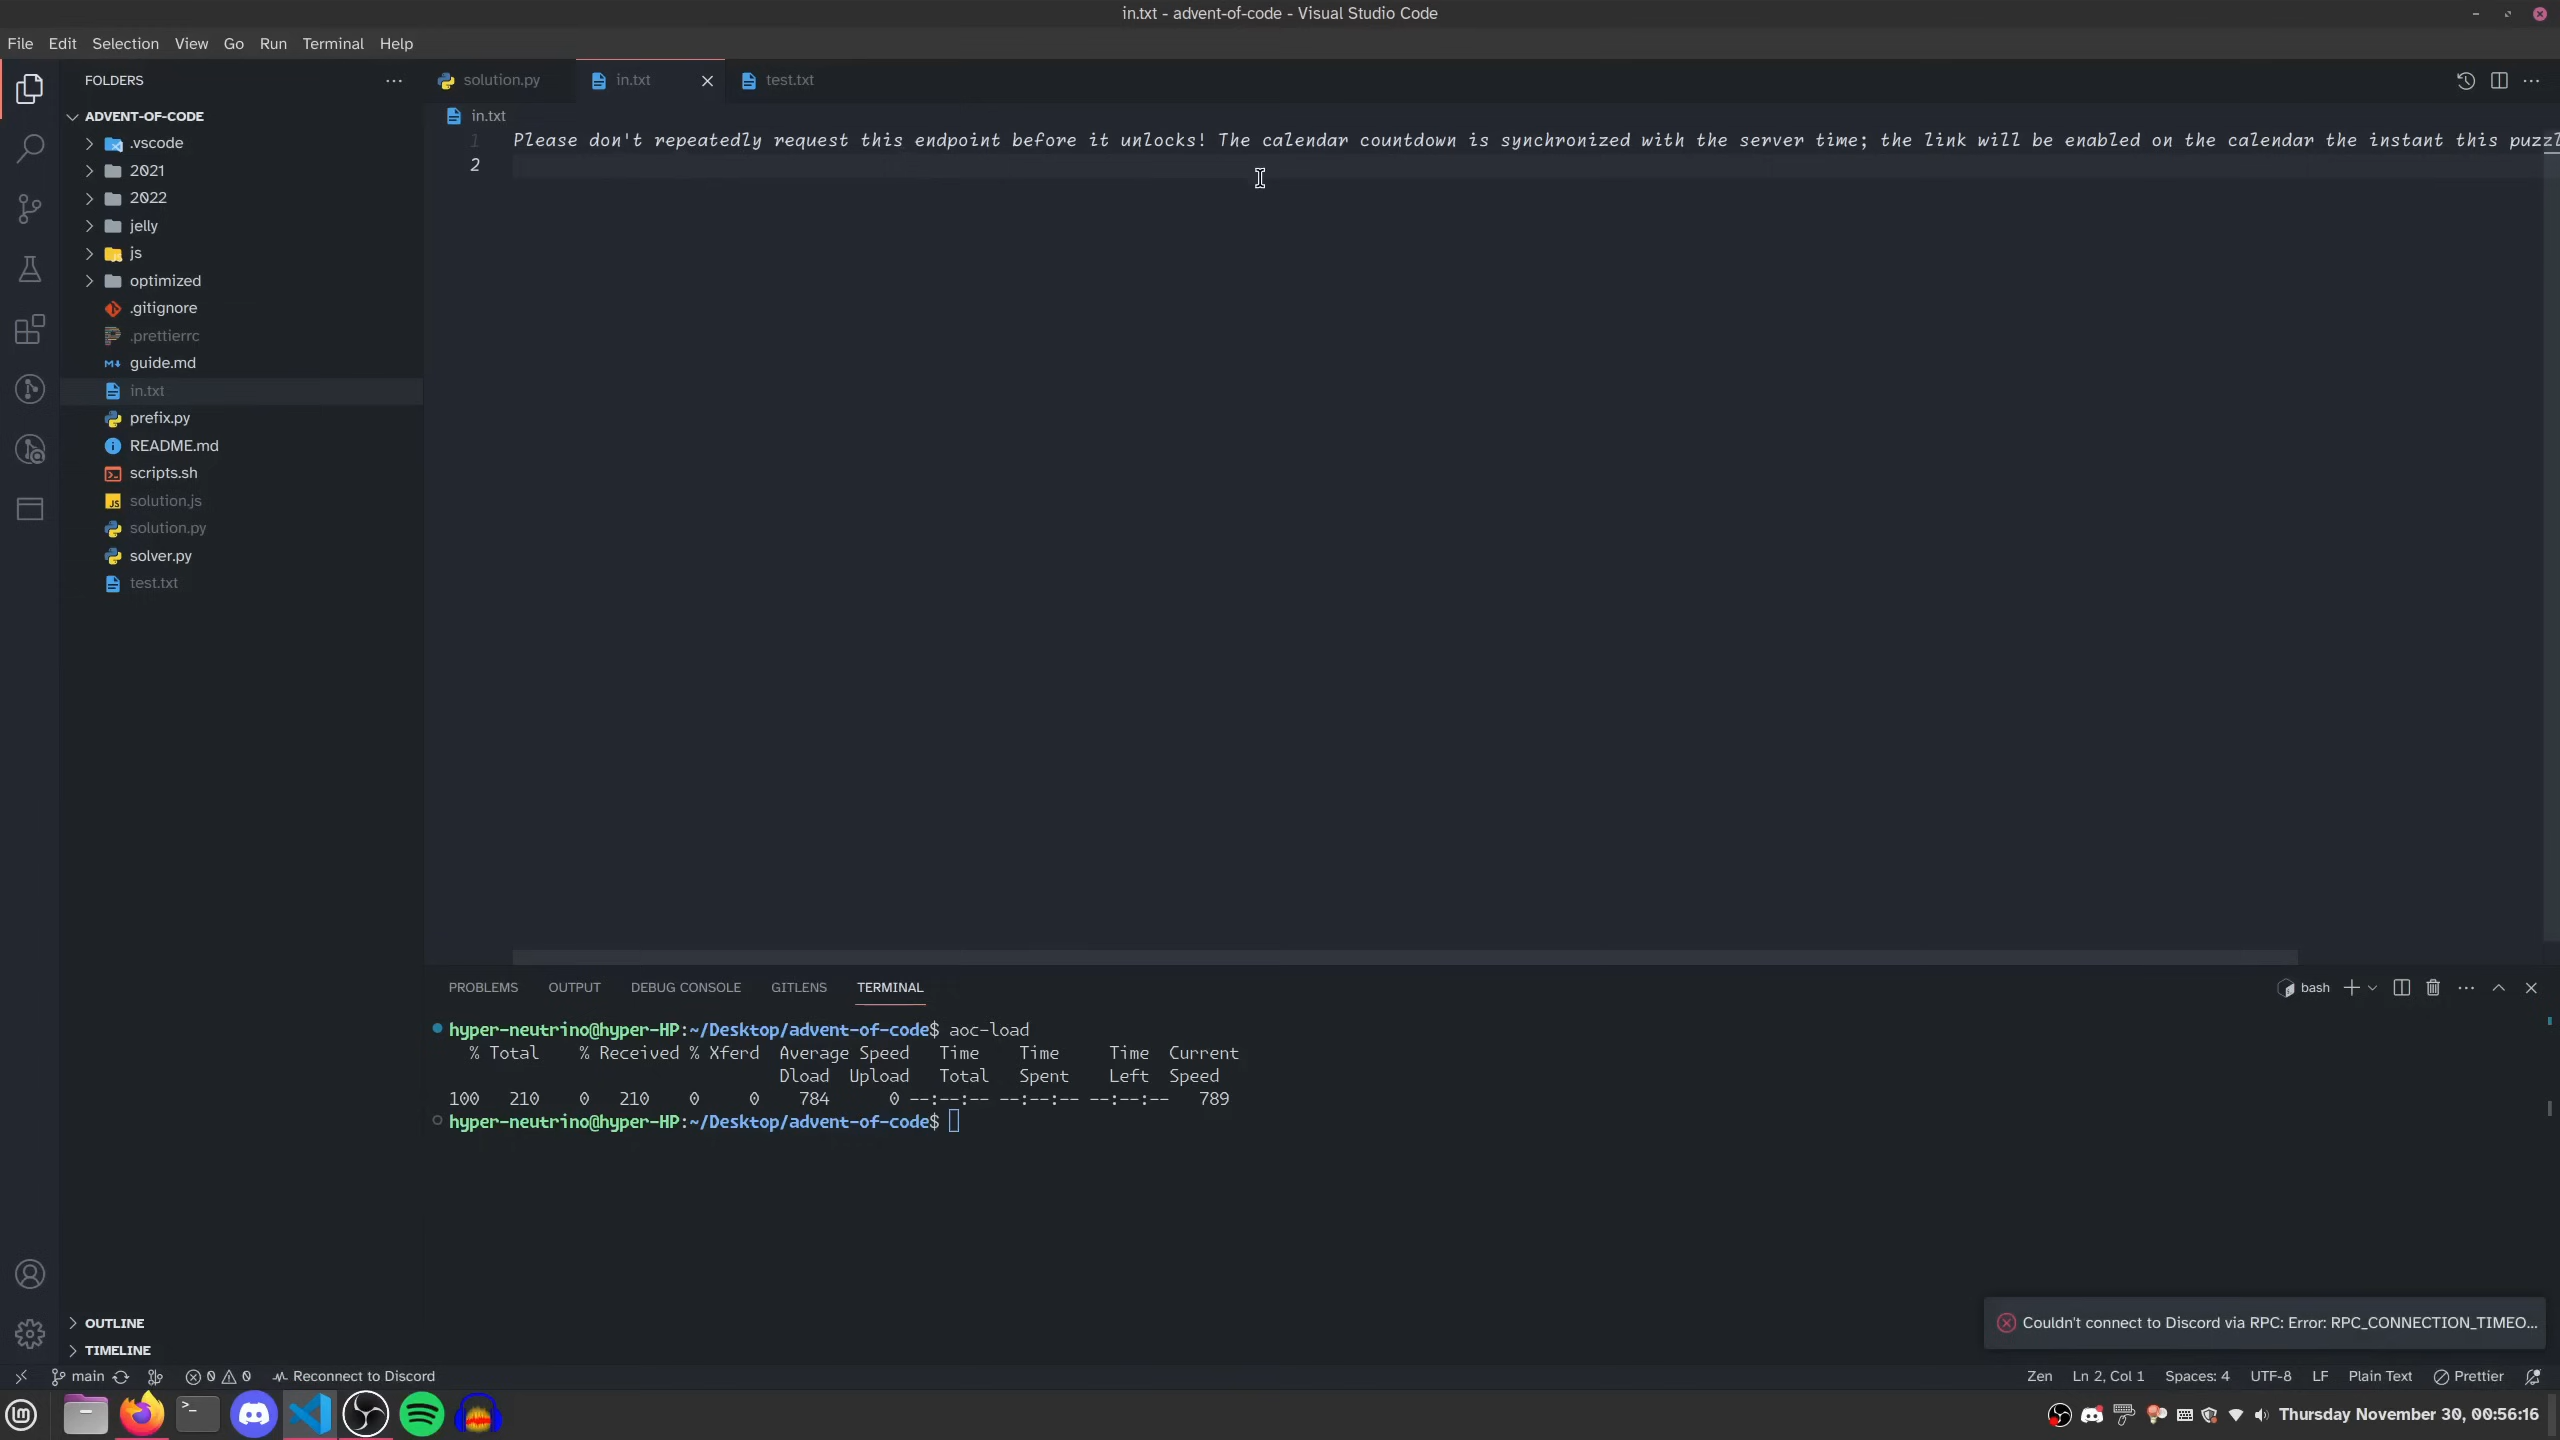 in.txt - advent-of-code - Visual Studio Code
File Edit Selection View Go Run Terminal Help
FOLDERS
solution.py in.txt test.txt
ADVENT-OF-CODE
.vscode
2021
2022
jelly
js
optimized
.gitignore
.prettierrc
guide.md
in.txt
prefix.py
README.md
scripts.sh
solution.js
solution.py
solver.py
test.txt
OUTLINE
TIMELINE
in.txt
1 Please don't repeatedly request this endpoint before it unlocks! The calendar countdown is synchronized with the server time; the link will be enabled on the calendar the instant this puzzl
2
PROBLEMS OUTPUT DEBUG CONSOLE GITLENS TERMINAL
bash
hyper-neutrino@hyper-HP:~/Desktop/advent-of-code$ aoc-load
% Total % Received % Xferd Average Speed Time Time Time Current
Dload Upload Total Spent Left Speed
100 210 0 210 0 0 784 0 --:--:-- --:--:-- --:--:-- 789
hyper-neutrino@hyper-HP:~/Desktop/advent-of-code$
Couldn't connect to Discord via RPC: Error: RPC_CONNECTION_TIMEO...
main 0 0 Reconnect to Discord Zen Ln 2, Col 1 Spaces: 4 UTF-8 LF Plain Text Prettier
Thursday November 30, 00:56:16